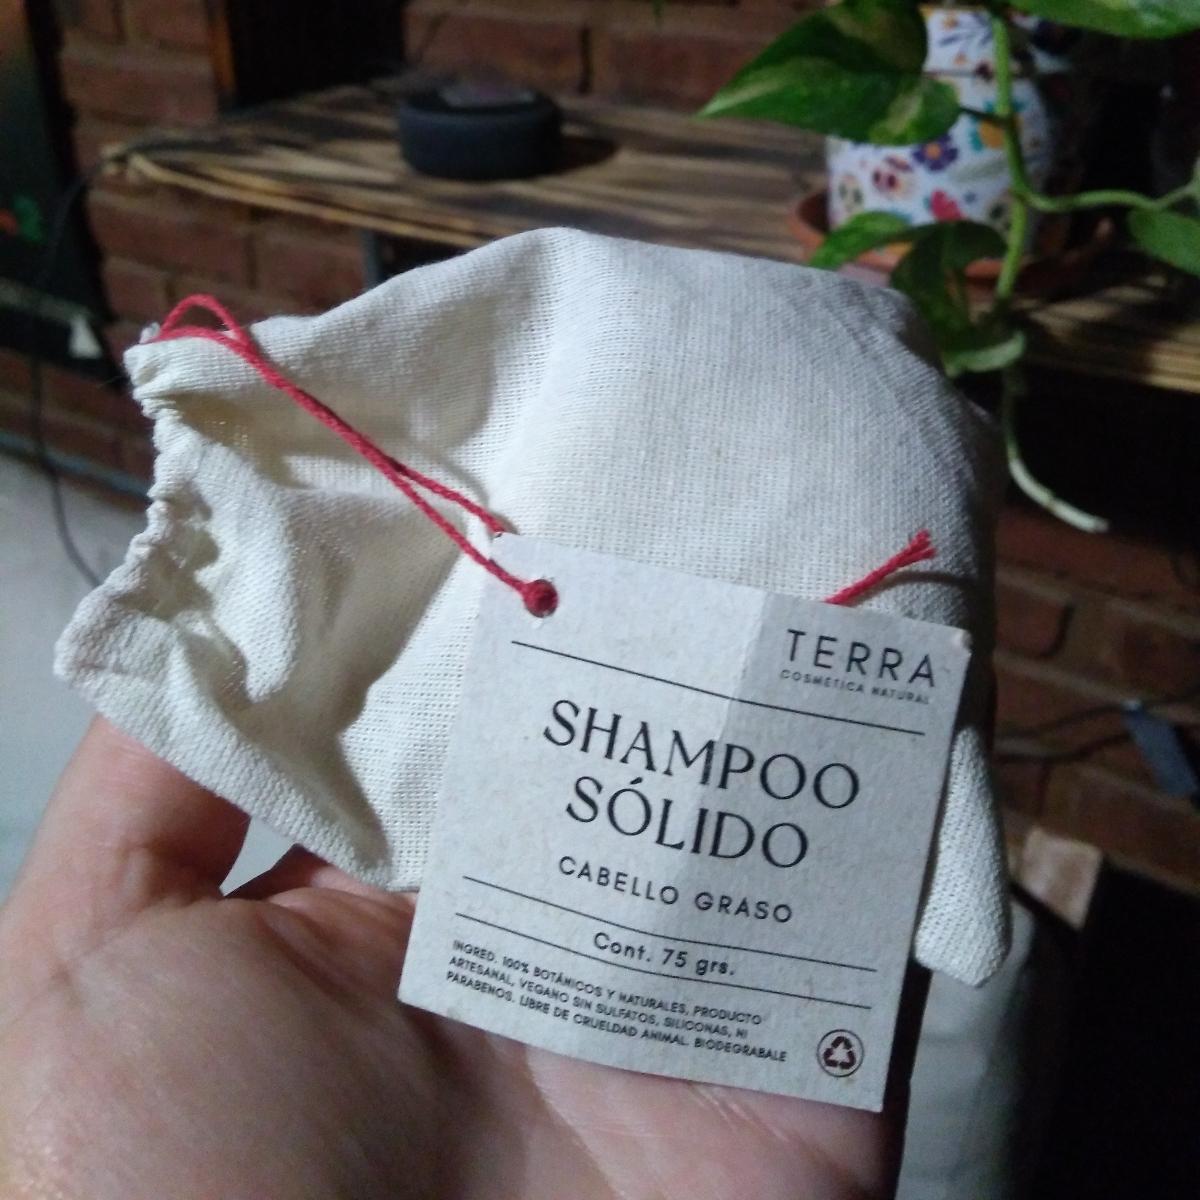 TERRA
COSMETICA NATURAL
SHAMPOO
SÓLIDO
CABELLO GRASO
Cont. 75 grs.
INGRED. 100% BOTÁNICOS Y NATURALES, PRODUCTO
ARTESANAL, VEGANO SIN SULFATOS, SILICONAS, NI
PARABENOS. LIBRE DE CRUELDAD ANIMAL. BIODEGRABALE